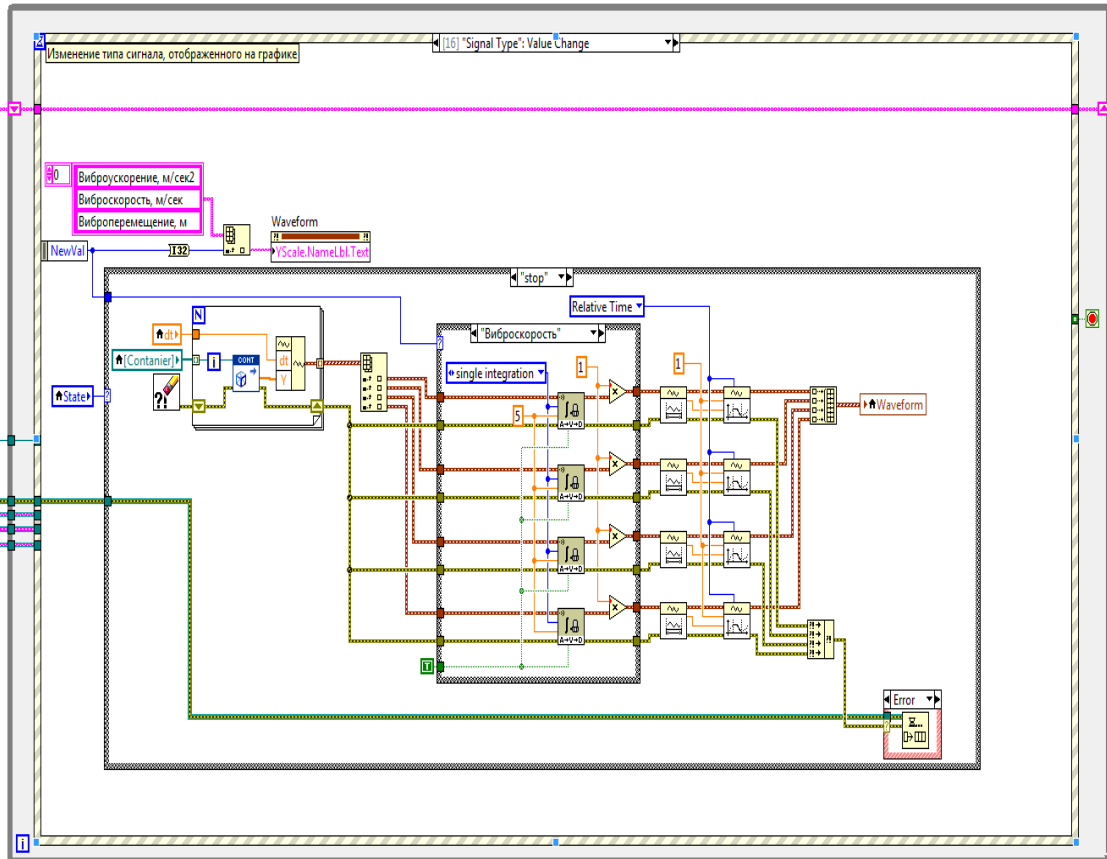 [16] "Signal Type": Value Change
Изменение типа сигнала, отображенного на графике
0
Виброускорение, м/сек2
Виброскорость, м/сек
Виброперемещение, м
Waveform
NewVal
I32
YScale.NameLbl.Text
"stop"
Relative Time
N
"Виброскорость"
dt
[Contanier]
i
CONT
dt
Y
?!
single integration
1
1
State
?
?
5
Waveform
A→V→D
A→V→D
A→V→D
A→V→D
T
Error
i